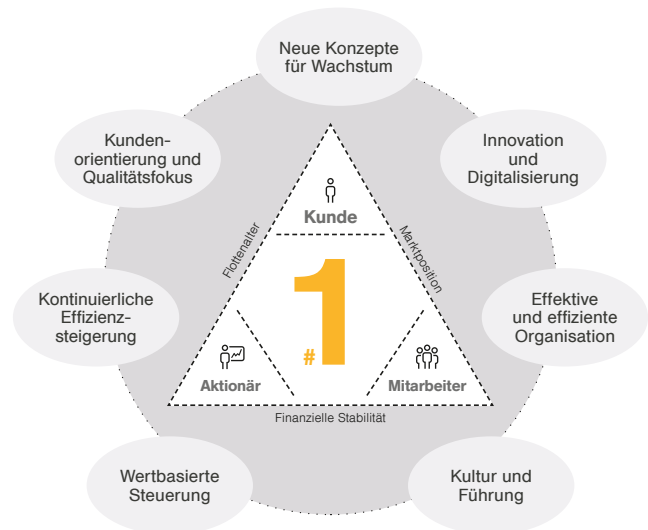 Neue Konzepte
für Wachstum
Kunden-
orientierung und
Qualitätsfokus
Innovation
und
Digitalisierung
Kunde
Flottenalter
Marktposition
Kontinuierliche
Effizienz-
steigerung
#1
Effektive
und effiziente
Organisation
Aktionär
Mitarbeiter
Finanzielle Stabilität
Wertbasierte
Steuerung
Kultur und
Führung